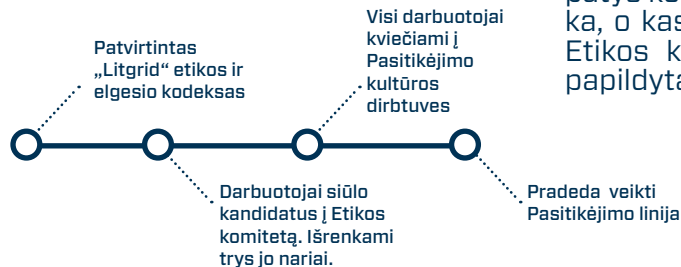 Patvirtintas
„Litgrid“ etikos ir
elgesio kodeksas
Darbuotojai siūlo
kandidatus į Etikos
komitetą. Išrenkami
trys jo nariai.
Visi darbuotojai
kviečiami į
Pasitikėjimo
kultūros
dirbtuves
Pradeda veikti
Pasitikėjimo linija
ka, o kas
Etikos k
papildyta